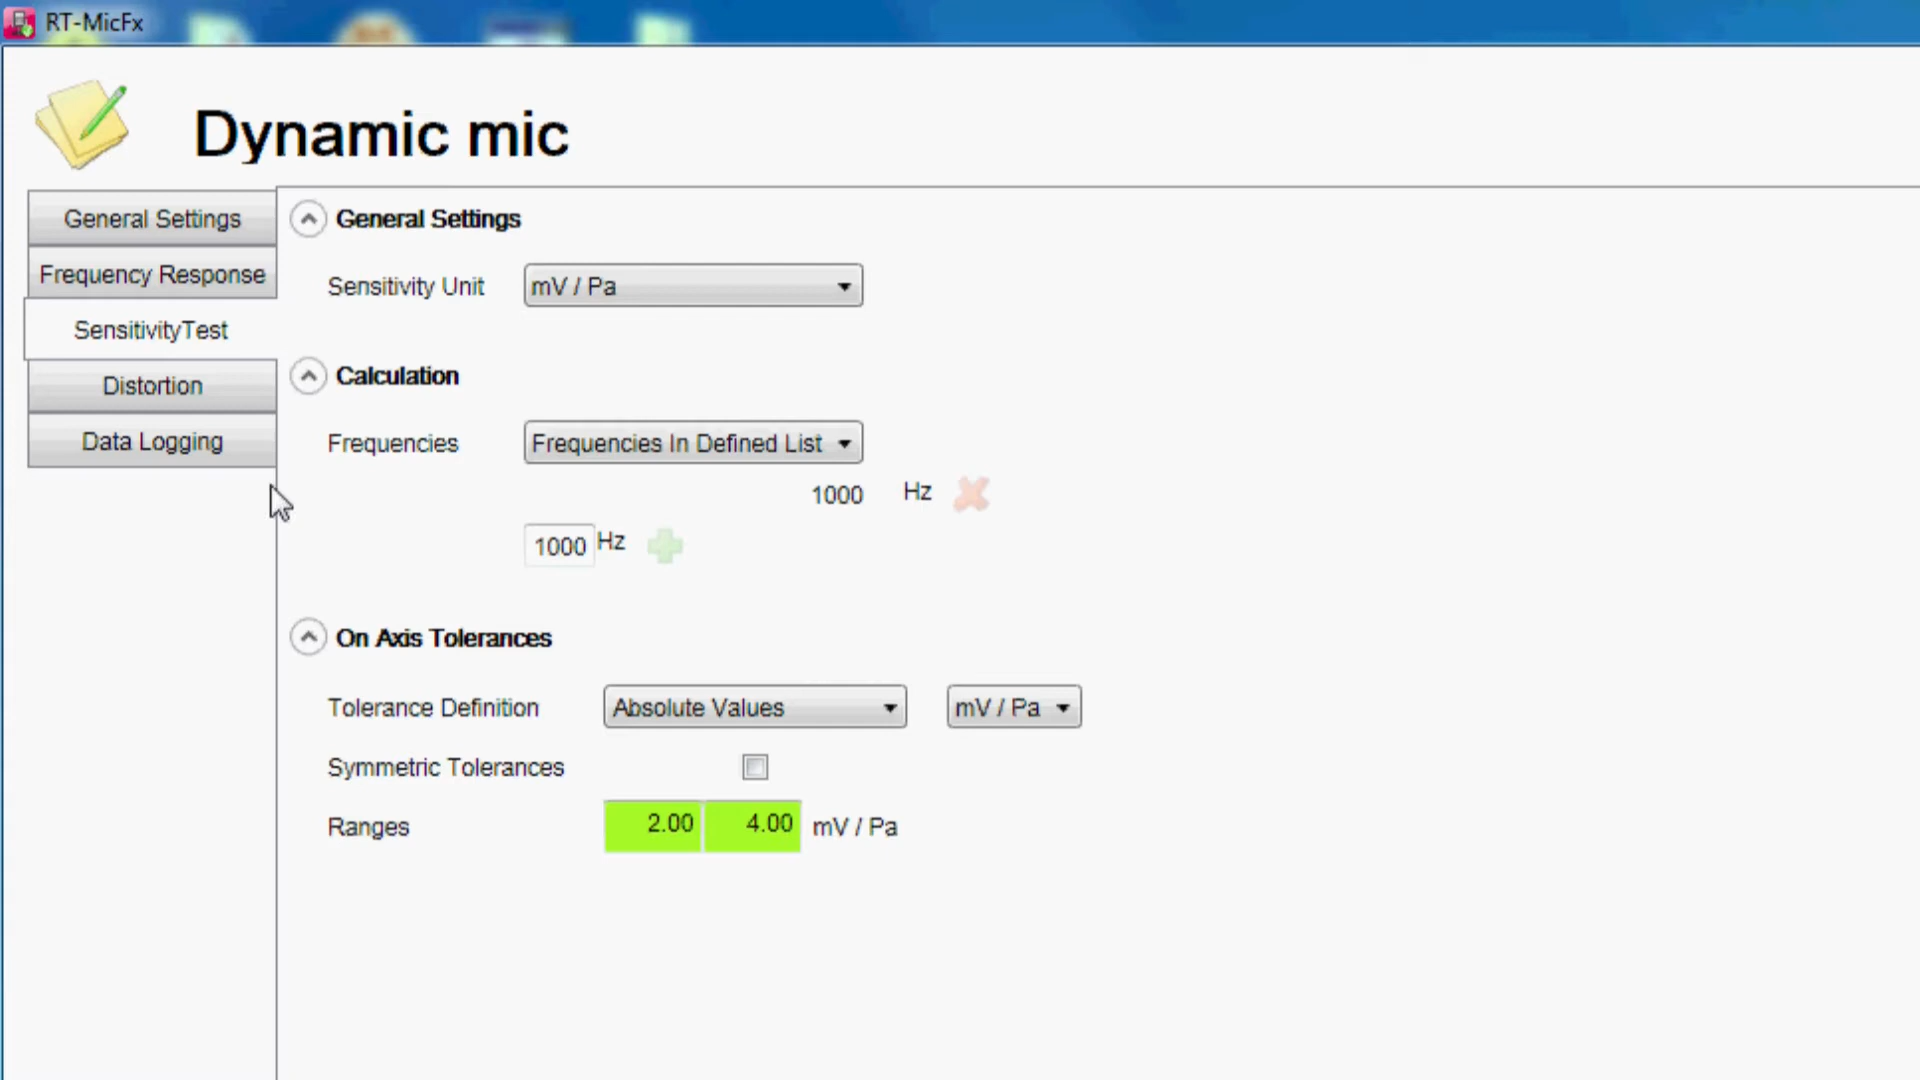 RT-MicFx
Dynamic mic
General Settings
Frequency Response
SensitivityTest
Distortion
Data Logging
General Settings
Sensitivity Unit mV / Pa
Calculation
Frequencies Frequencies In Defined List
1000 Hz
1000 Hz
On Axis Tolerances
Tolerance Definition Absolute Values mV / Pa
Symmetric Tolerances
Ranges 2.00 4.00 mV / Pa